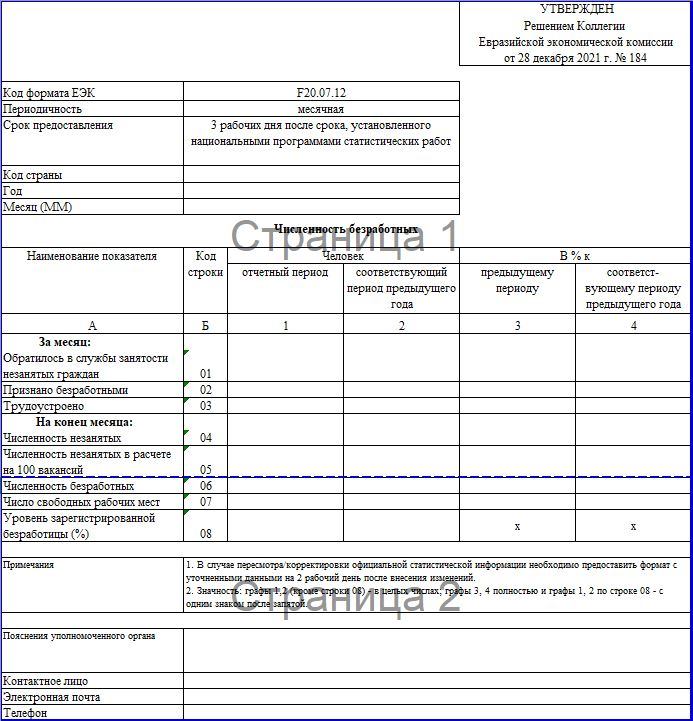 УТВЕРЖДЕН
Решением Коллегии
Евразийской экономической комиссии
от 28 декабря 2021 г. № 184
Код формата ЕЭК F20.07.12
Периодичность месячная
Срок предоставления 3 рабочих дня после срока, установленного
национальными программами статистических работ
Код страны
Год
Месяц (ММ)
Страница 1
Численность безработных
Наименование показателя Код Человек В % к
строки отчетный период соответствующий предыдущему соответст-
период предыдущего периоду вующему периоду
года предыдущего года
А Б 1 2 3 4
За месяц:
Обратилось в службы занятости
незанятых граждан 01
Признано безработными 02
Трудоустроено 03
На конец месяца:
Численность незанятых 04
Численность незанятых в расчете
на 100 вакансий 05
Численность безработных 06
Число свободных рабочих мест 07
Уровень зарегистрированной х х
безработицы (%) 08
Примечания 1. В случае пересмотра/корректировки официальной статистической информации необходимо предоставить формат с
уточненными данными на 2 рабочий день после внесения изменений.
2. Значность: графы 1,2 (кроме строки 08) - в целых числах; графы 3, 4 полностью и графы 1, 2 по строке 08 - с
одним знаком после запятой.
Страница 2
Пояснения уполномоченного органа
Контактное лицо
Электронная почта
Телефон